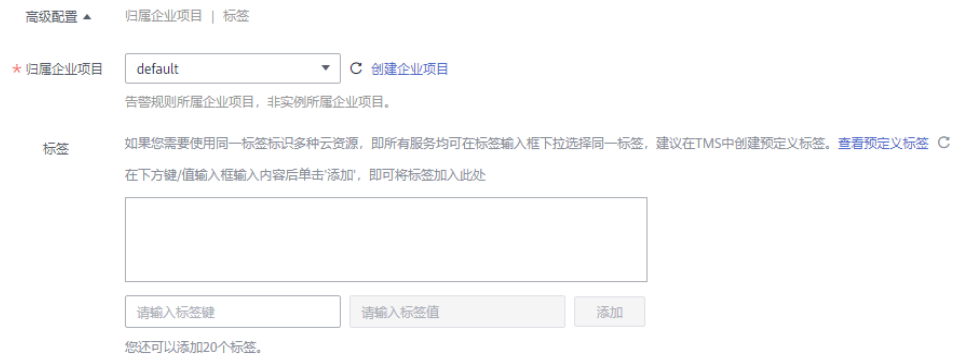 高级配置 ▲ 归属企业项目 | 标签
* 归属企业项目 default 创建企业项目
告警规则所属企业项目，非实例所属企业项目。
标签 如果您需要使用同一标签标识多种云资源，即所有服务均可在标签输入框下拉选择同一标签，建议在TMS中创建预定义标签。查看预定义标签
在下方键/值输入框输入内容后单击'添加'，即可将标签加入此处
请输入标签键 请输入标签值 添加
您还可以添加20个标签。